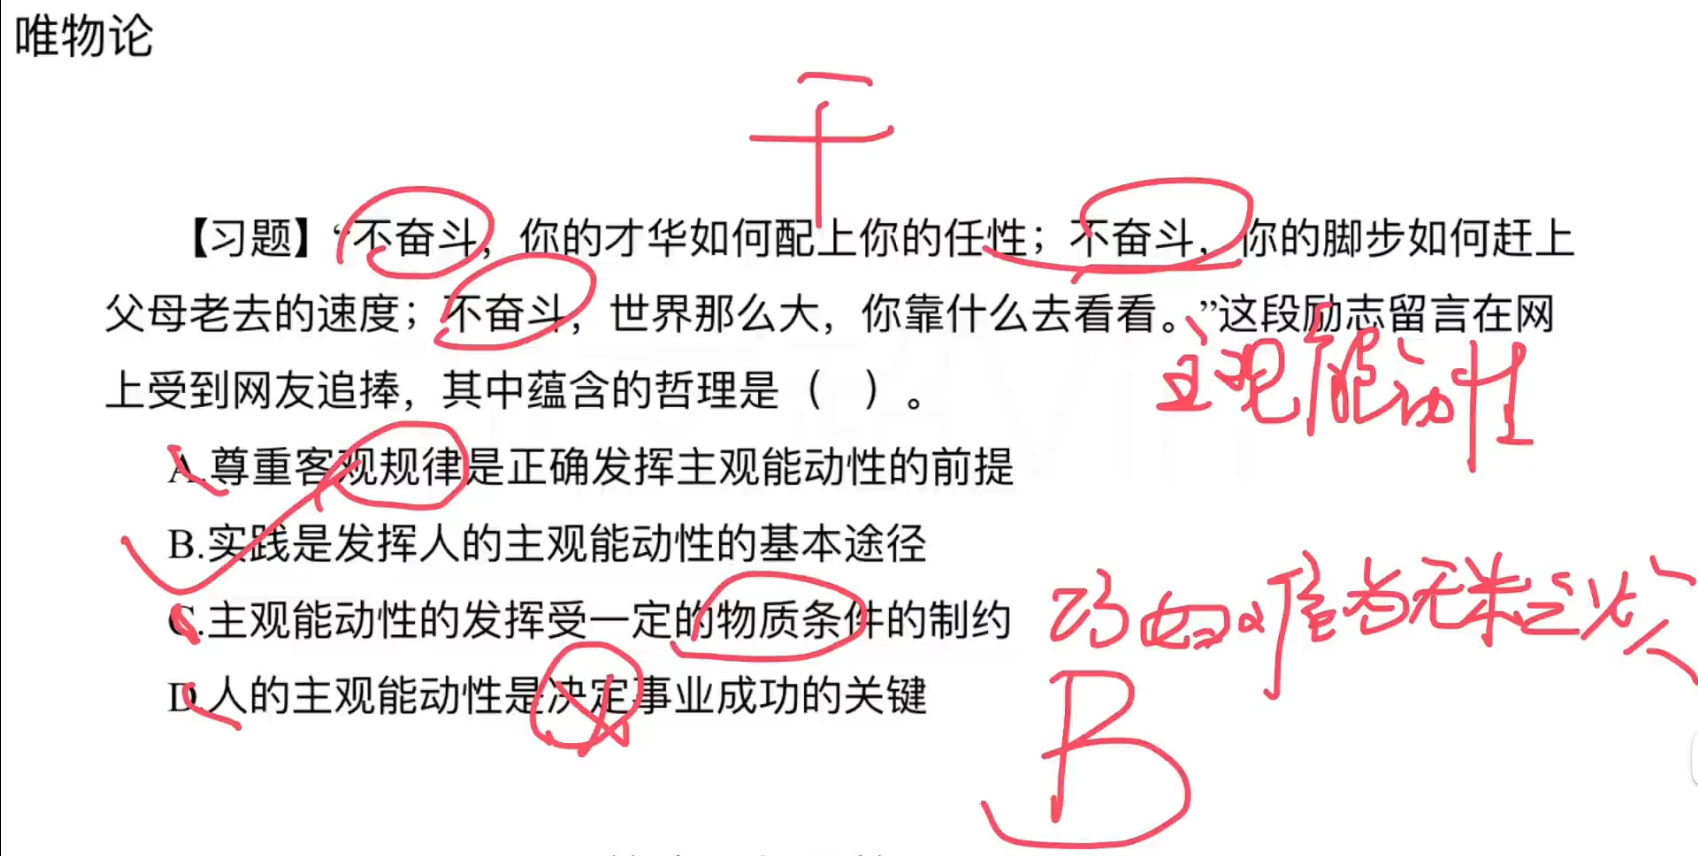 唯物论
干
【习题】“不奋斗，你的才华如何配上你的任性；不奋斗，你的脚步如何赶上
父母老去的速度；不奋斗，世界那么大，你靠什么去看看。”这段励志留言在网
上受到网友追捧，其中蕴含的哲理是（ ）。
主观能动性
A.尊重客观规律是正确发挥主观能动性的前提
B.实践是发挥人的主观能动性的基本途径
C.主观能动性的发挥受一定的物质条件的制约
巧妇难为无米之炊
D.人的主观能动性是决定事业成功的关键
B